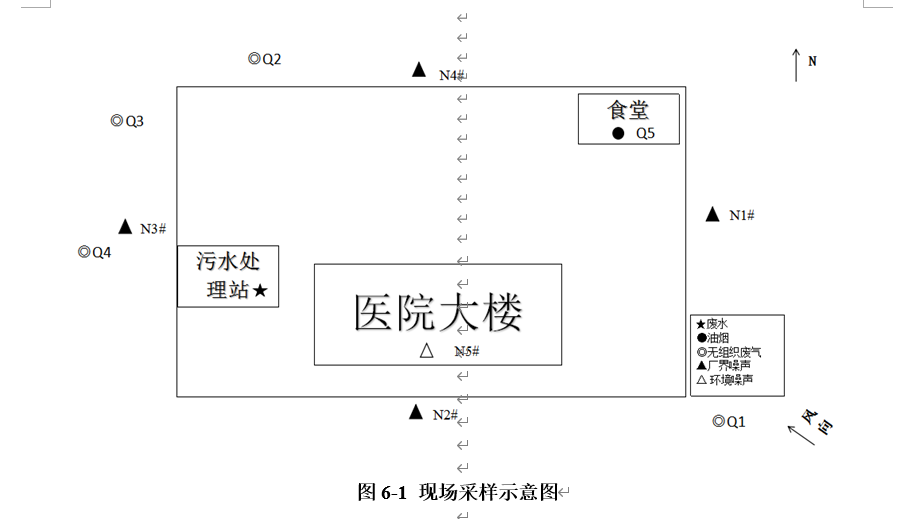 ◎Q2
▲ N4#
N
食堂
● Q5
◎Q3
▲ N3#
▲ N1#
◎Q4
污水处
理站★
医院大楼
△ N5#
★废水
●油烟
◎无组织废气
▲厂界噪声
△ 环境噪声
▲ N2#
◎Q1
风向
图 6-1 现场采样示意图